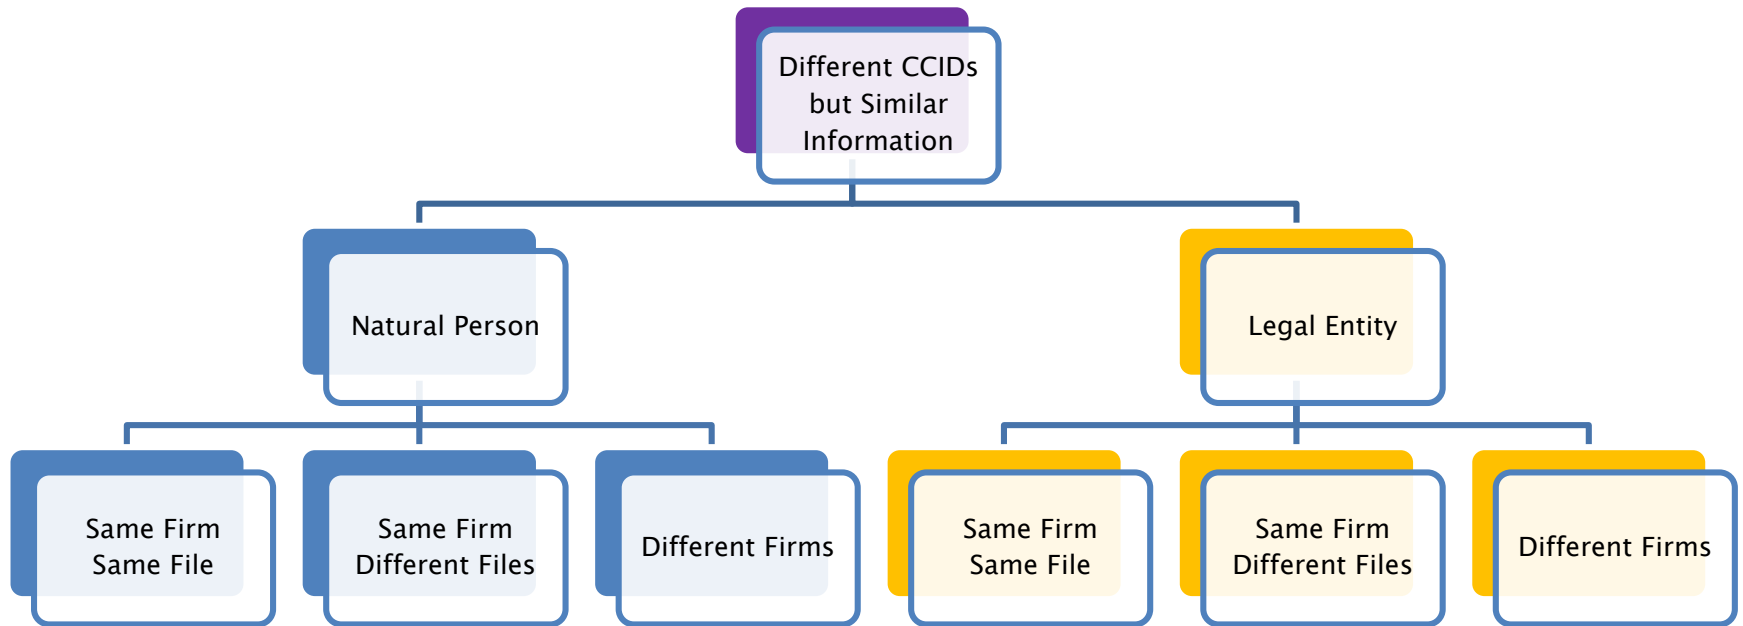 Different CCIDs
but Similar
Information
Natural Person
Legal Entity
Same Firm
Same File
Same Firm
Different Files
Different Firms
Same Firm
Same File
Same Firm
Different Files
Different Firms